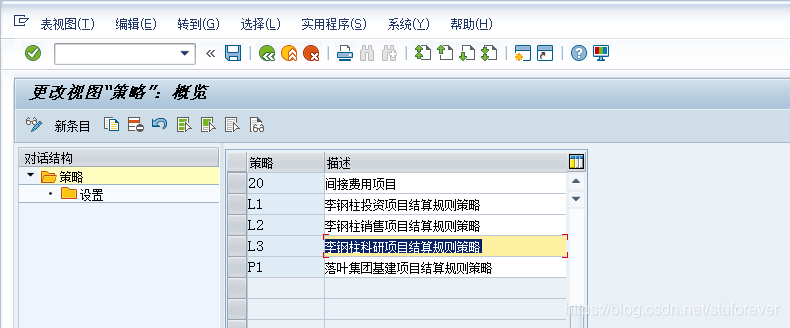 表视图(T) 编辑(E) 转到(G) 选择(L) 实用程序(S) 系统(Y) 帮助(H)
更改视图“策略”: 概览
新条目
对话结构
策略
设置
策略 描述
20 间接费用项目
L1 李钢柱投资项目结算规则策略
L2 李钢柱销售项目结算规则策略
L3 李钢柱科研项目结算规则策略
P1 落叶集团基建项目结算规则策略
https://blog.csdn.net/stuforever